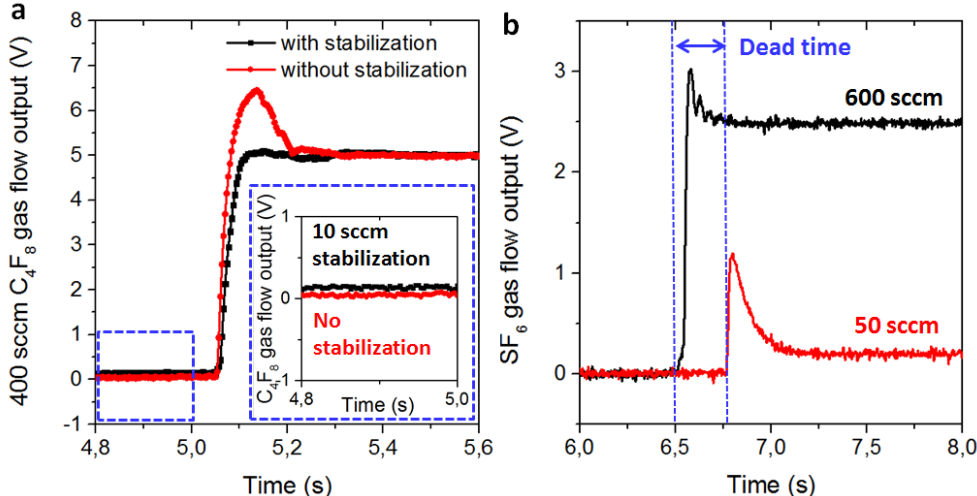 a
400 sccm C₄F₈ gas flow output (V)
8
7
6
5
4
3
2
1
0
-1
with stabilization
without stabilization
C₄F₈ gas flow output (V)
1
0
-1
10 sccm
stabilization
No
stabilization
4,8
5,0
Time (s)
4,8
5,0
5,2
5,4
5,6
Time (s)
b
SF₆ gas flow output (V)
3
2
1
0
Dead time
600 sccm
50 sccm
6,0
6,5
7,0
7,5
8,0
Time (s)